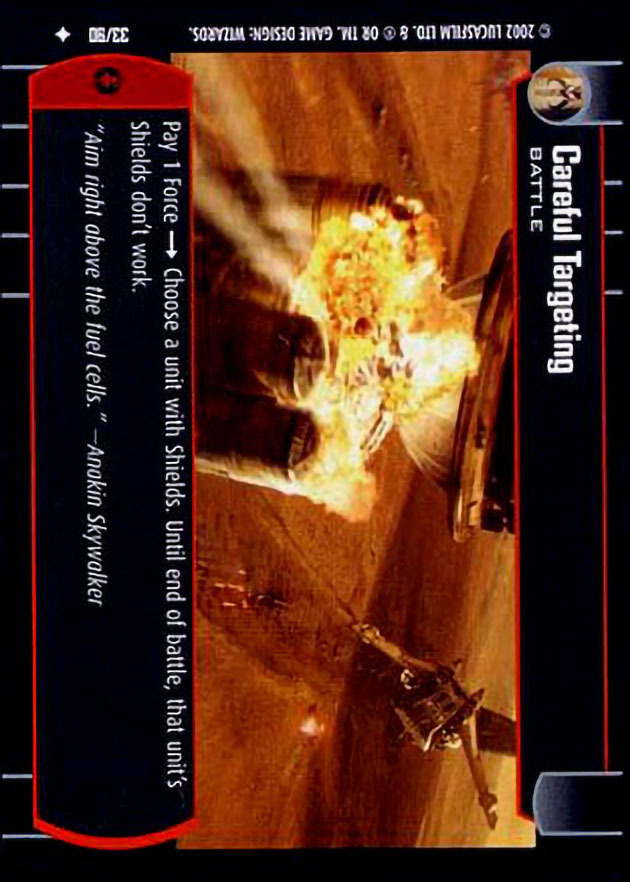 Careful Targeting
BATTLE
Pay 1 Force → Choose a unit with Shields. Until end of battle, that unit's
Shields don't work.
"Aim right above the fuel cells." —Anakin Skywalker
© 2002 LUCASFILM LTD. & ® OR TM. GAME DESIGN: WIZARDS.
33/90